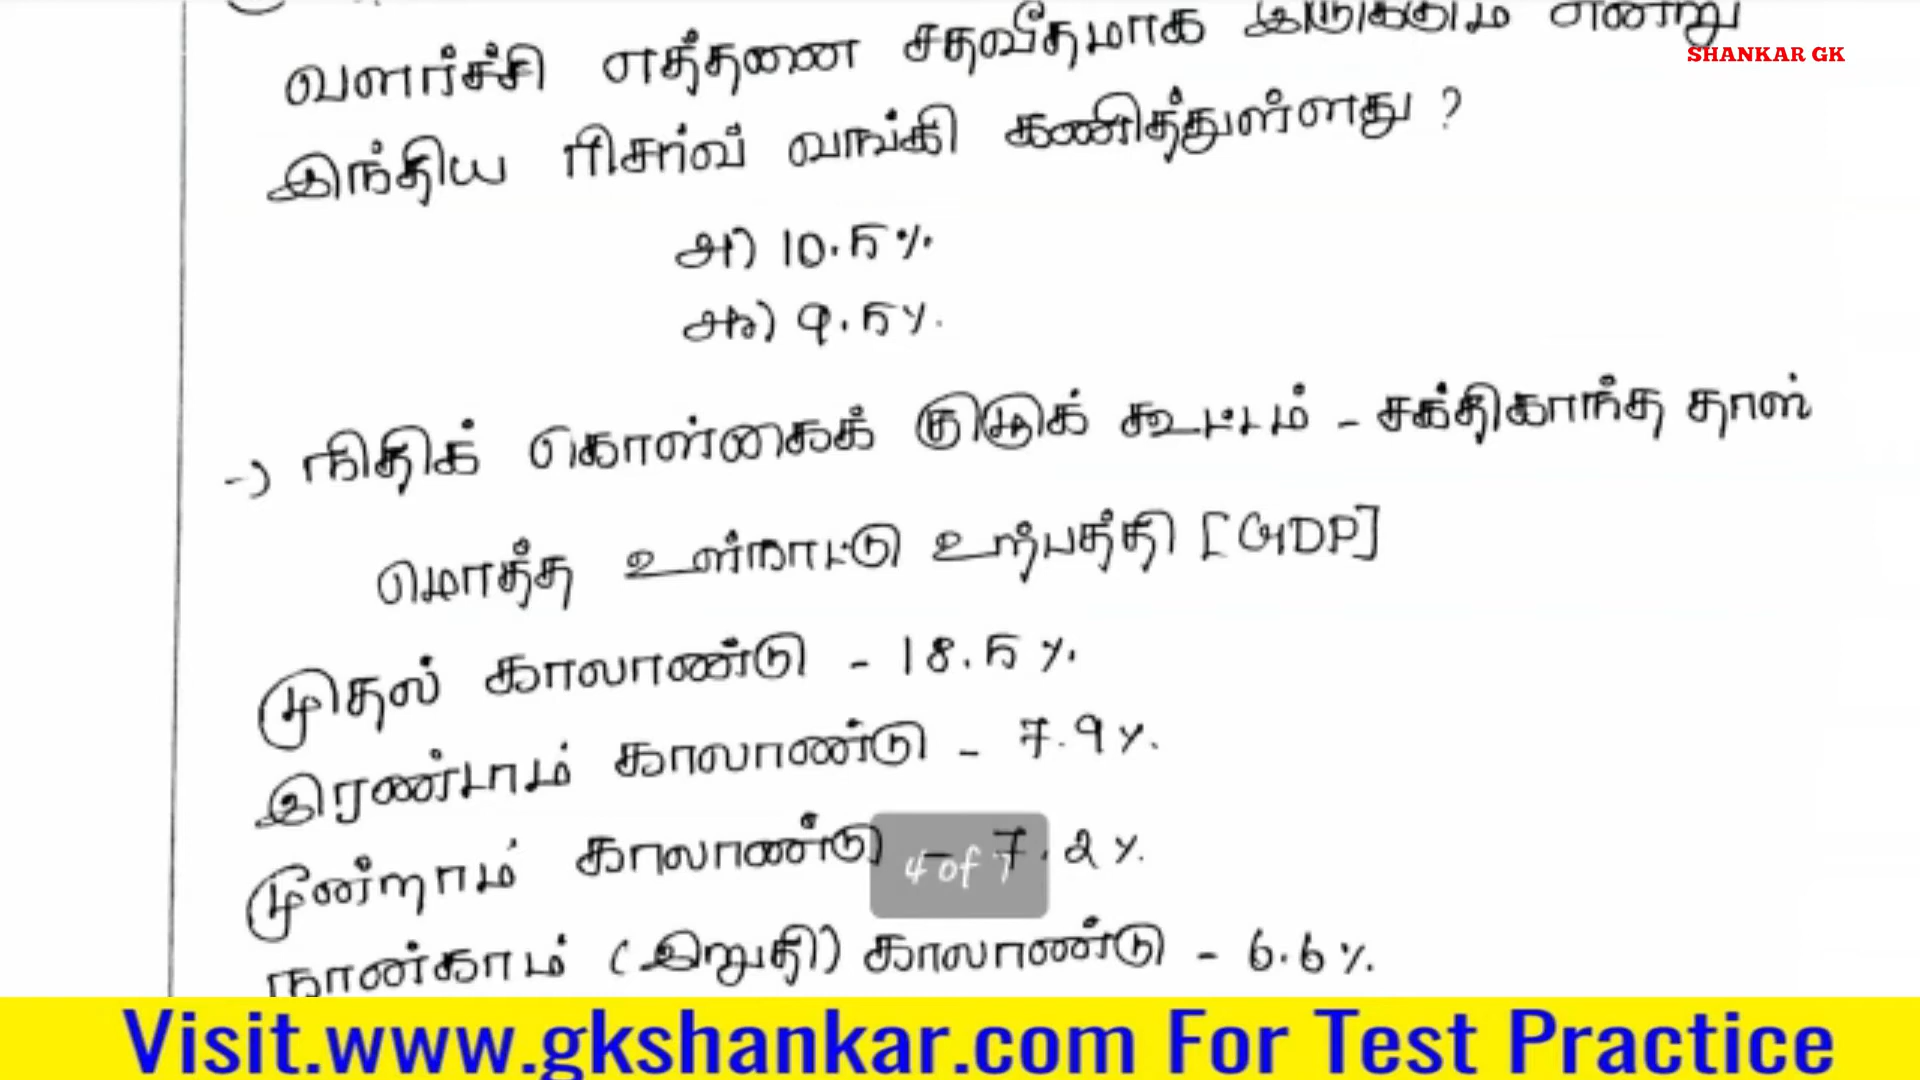 வளர்ச்சி எத்தனை சதவீதமாக இருக்கும் என்று
SHANKAR GK
இந்திய ரிசர்வ் வங்கி கணித்துள்ளது ?
அ) 10.5%
ஆ) 9.5%.
-) நிதிக் கொள்கைக் குழுக் கூட்டம் - சக்திகாந்த தாஸ்
மொத்த உள்நாட்டு உற்பத்தி [GDP]
முதல் காலாண்டு - 18.5%.
இரண்டாம் காலாண்டு - 7.9%.
மூன்றாம் காலாண்டு - 7.2%.
4 of 7
நான்காம் (இறுதி) காலாண்டு - 6.6%.
Visit.www.gkshankar.com For Test Practice